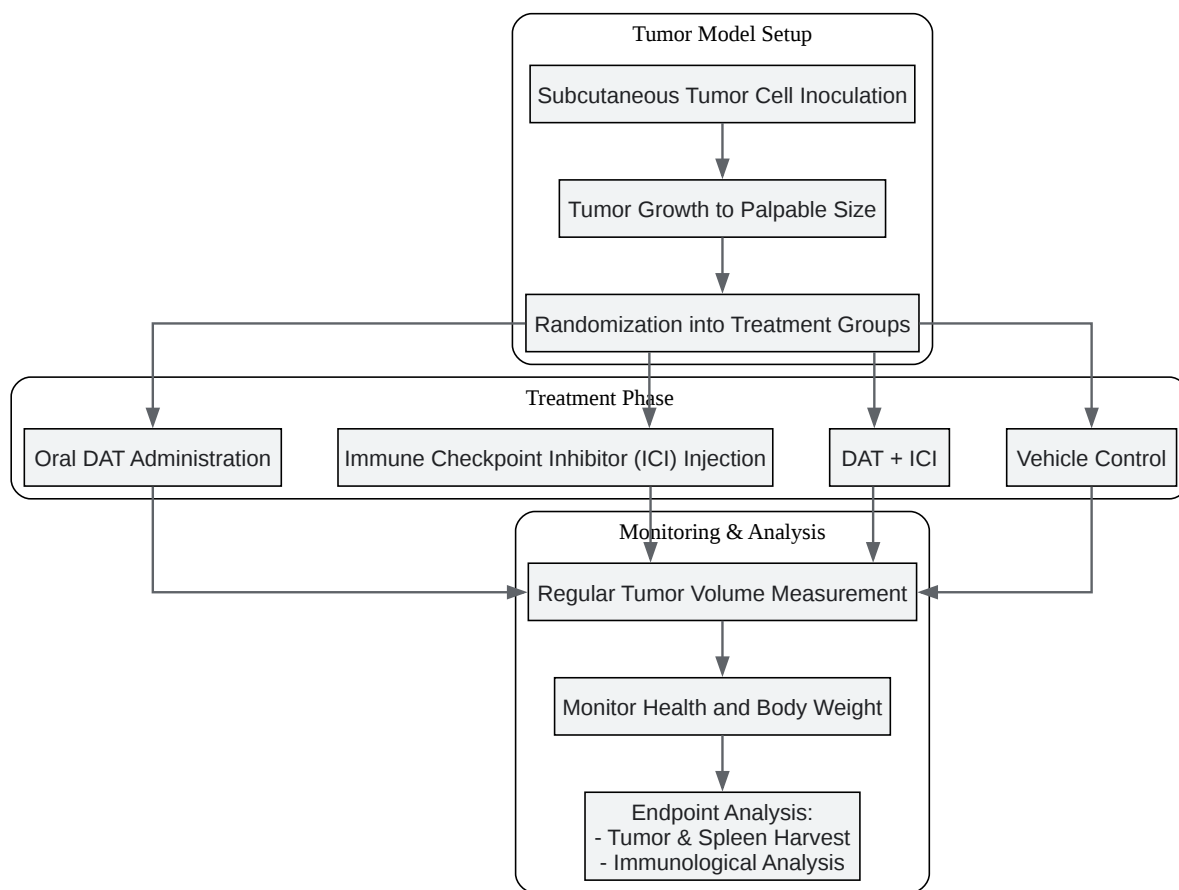 Tumor Model Setup
Subcutaneous Tumor Cell Inoculation
Tumor Growth to Palpable Size
Randomization into Treatment Groups
Treatment Phase
Oral DAT Administration
Immune Checkpoint Inhibitor (ICI) Injection
DAT + ICI
Vehicle Control
Monitoring & Analysis
Regular Tumor Volume Measurement
Monitor Health and Body Weight
Endpoint Analysis:
- Tumor & Spleen Harvest
- Immunological Analysis